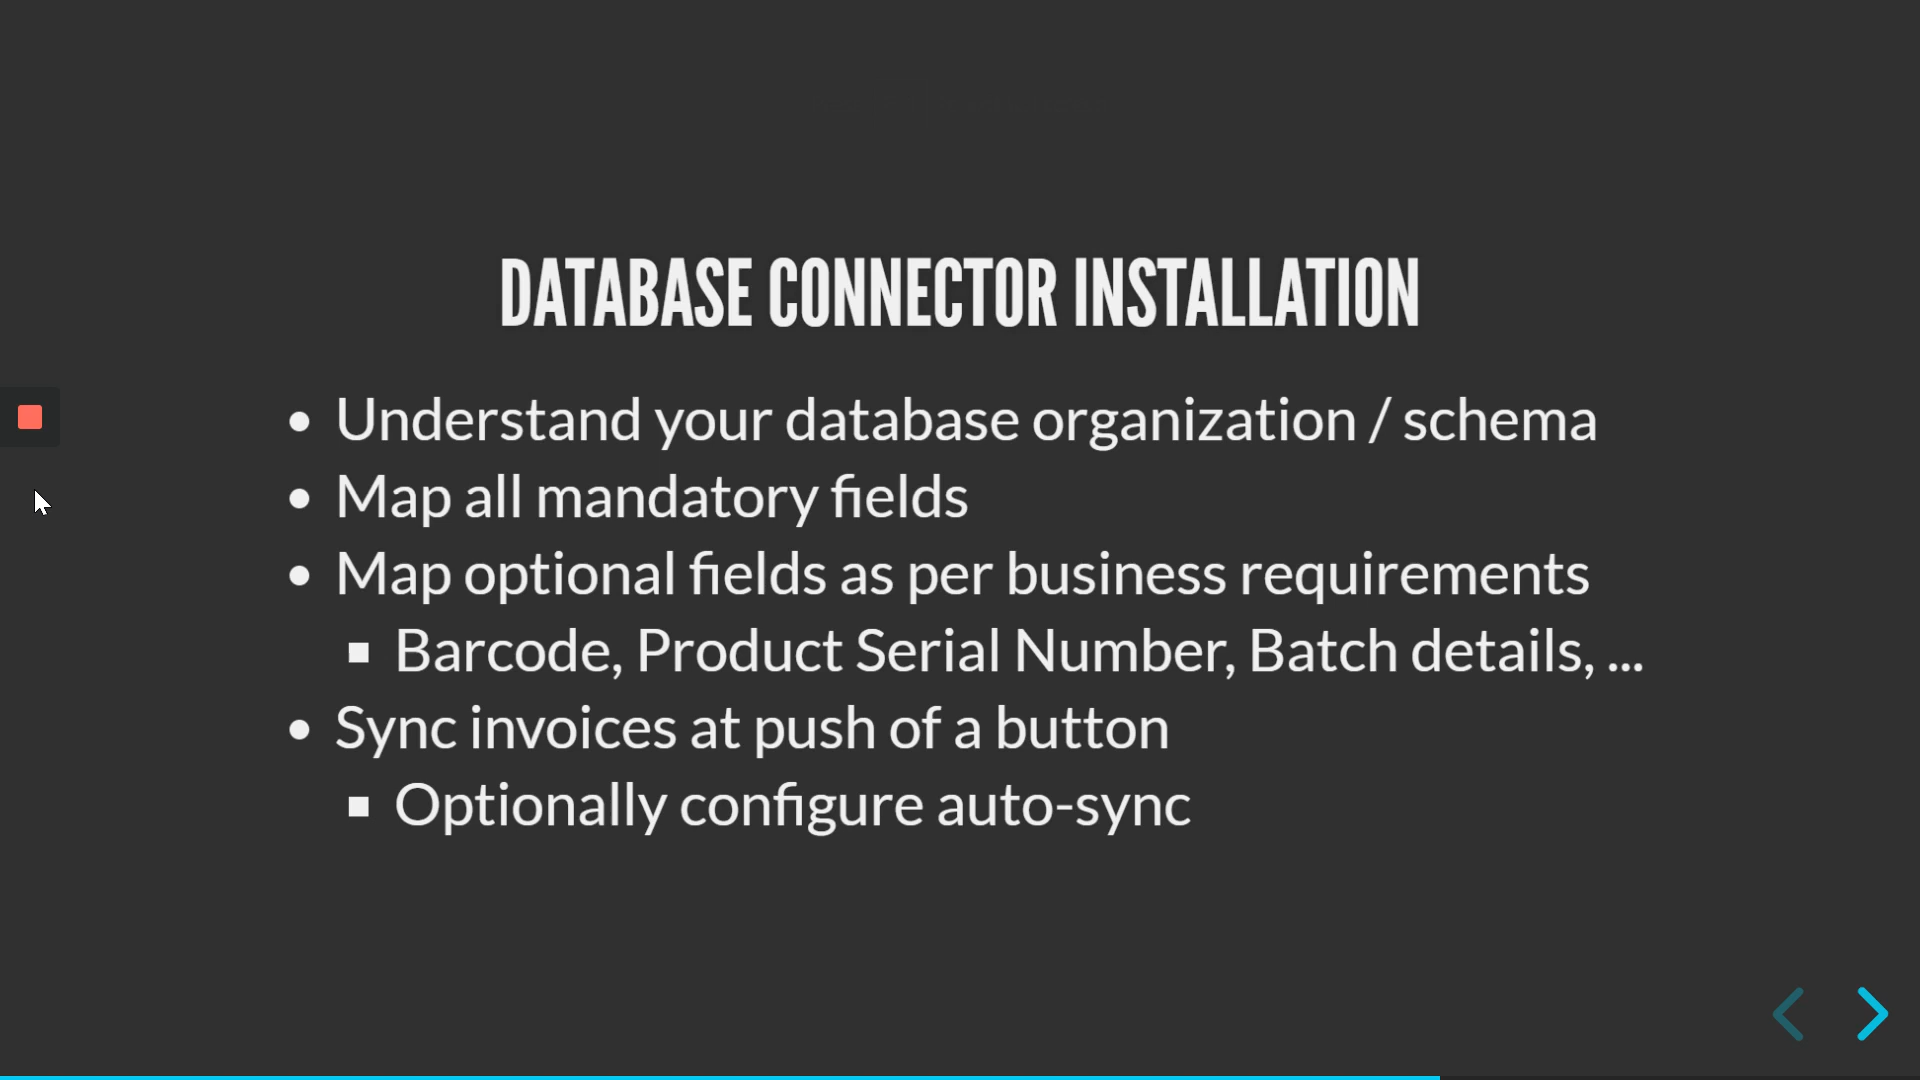 DATABASE CONNECTOR INSTALLATION
Understand your database organization / schema
Map all mandatory fields
Map optional fields as per business requirements
Barcode, Product Serial Number, Batch details, ...
Sync invoices at push of a button
Optionally configure auto-sync